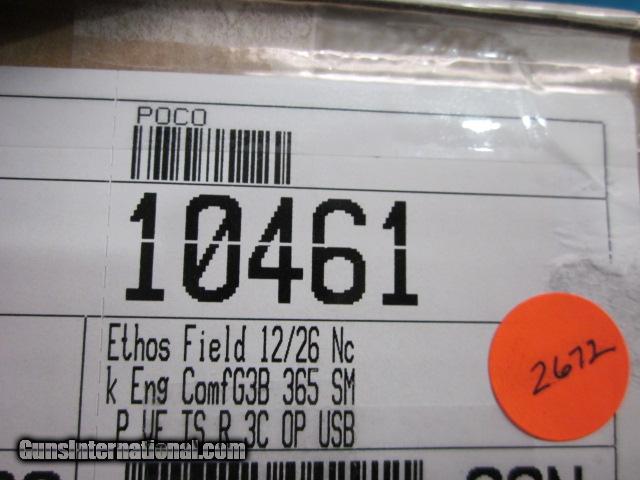 POCO
10461
Ethos Field 12/26 Nc
k Eng ComfG3B 365 SM
P VE TS R 3C OP USB
2672
GunsInternational.com